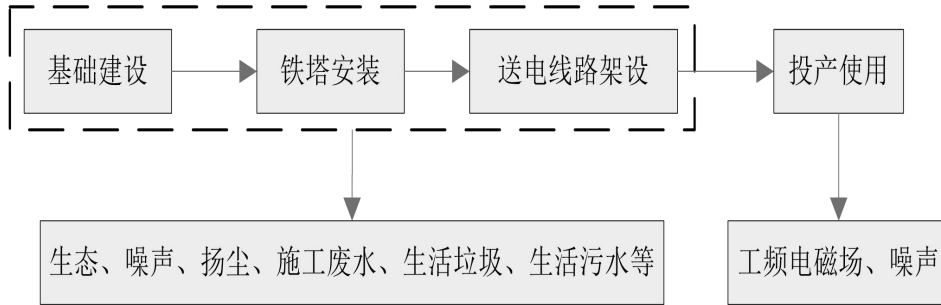 基础建设
铁塔安装
送电线路架设
投产使用
生态、噪声、扬尘、施工废水、生活垃圾、生活污水等
工频电磁场、噪声